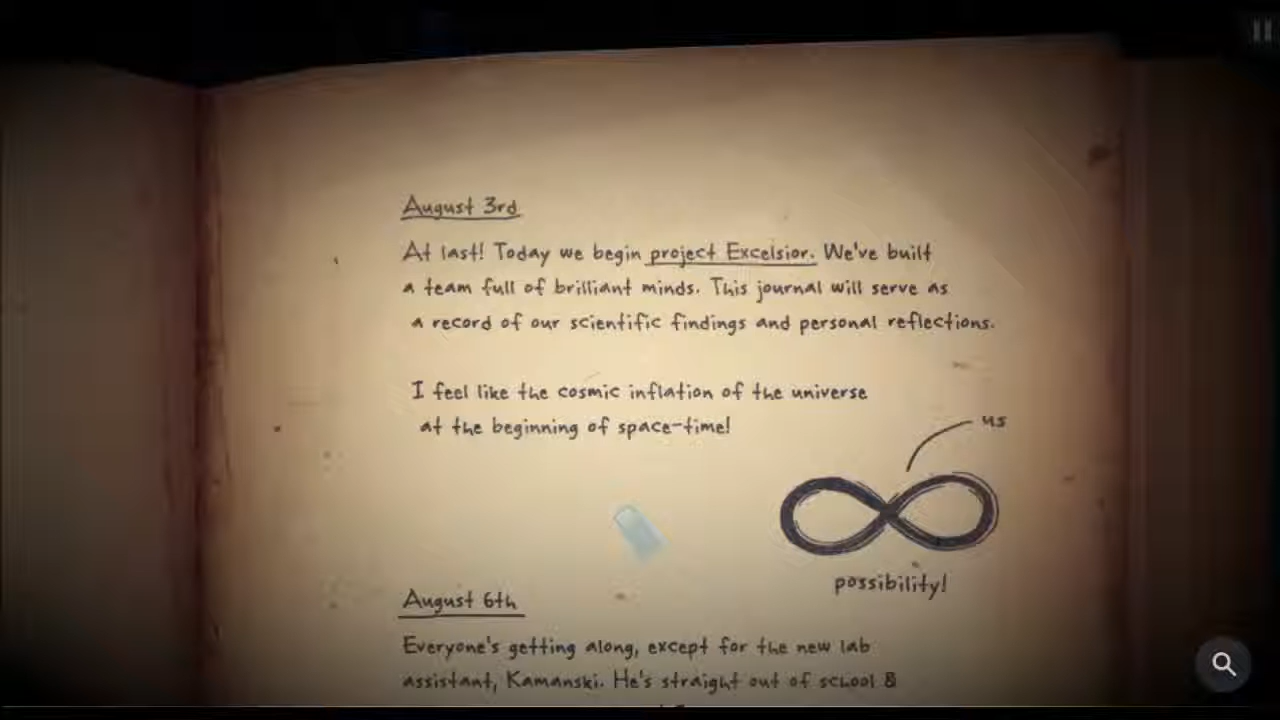 August 3rd
At last! Today we begin project Excelsior. We've built
a team full of brilliant minds. This journal will serve as
a record of our scientific findings and personal reflections.
I feel like the cosmic inflation of the universe
at the beginning of space-time!
us
possibility!
August 6th
Everyone's getting along, except for the new lab
assistant, Kamanski. He's straight out of school &